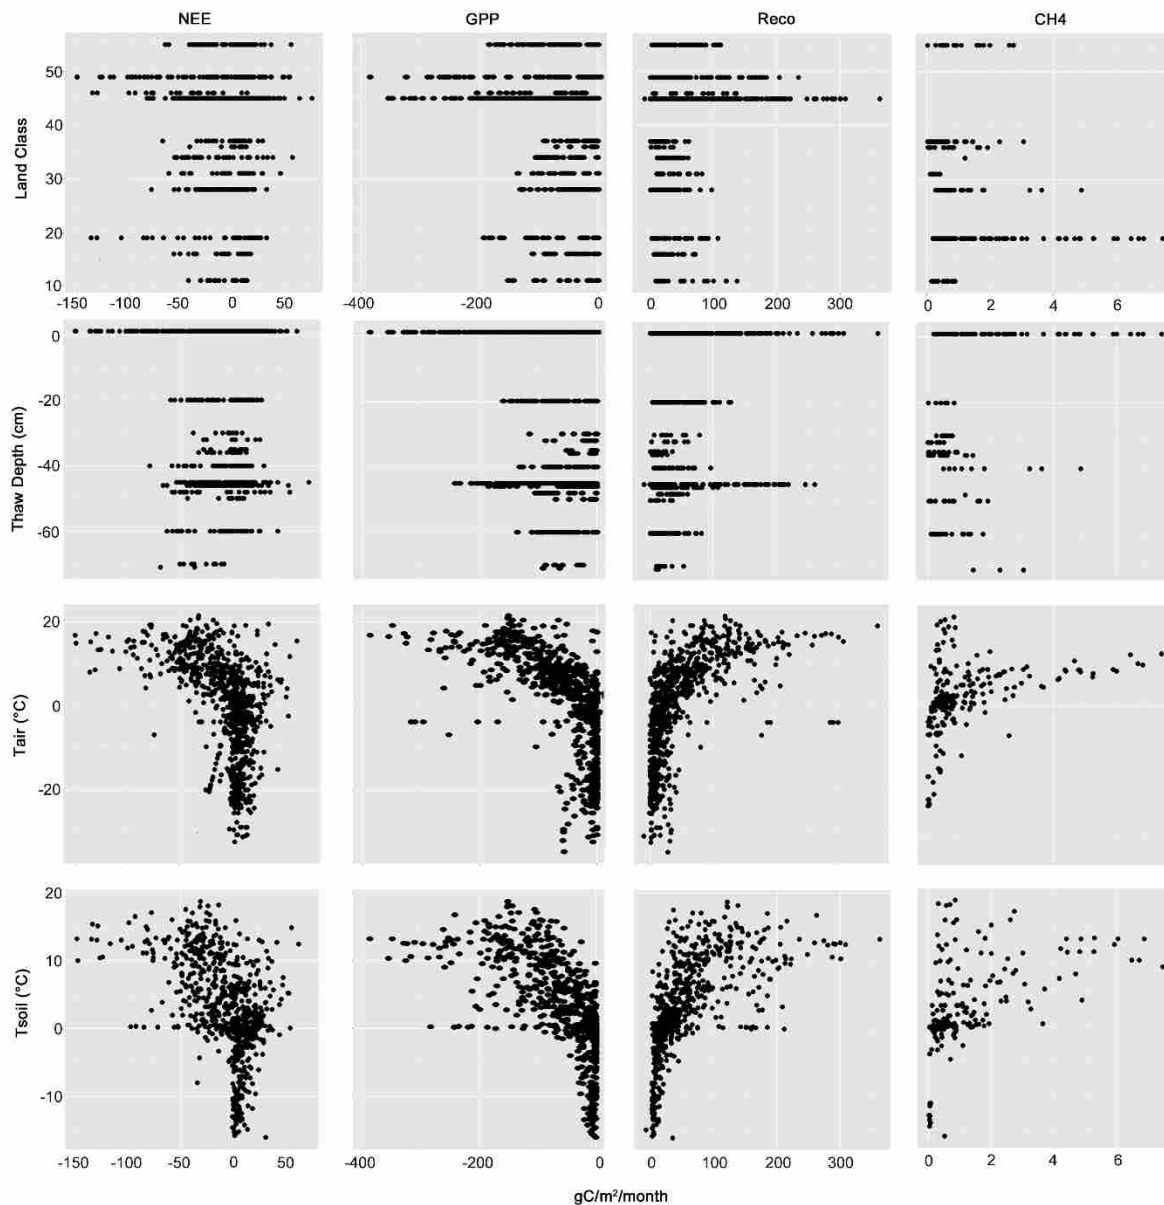 NEE GPP Reco CH4
Land Class
50
40
30
20
10
-150 -100 -50 0 50
-400 -200 0
0 100 200 300
0 2 4 6
Thaw Depth (cm)
0
-20
-40
-60
Tair (°C)
20
0
-20
Tsoil (°C)
20
10
0
-10
-150 -100 -50 0 50
-400 -200 0
0 100 200 300
0 2 4 6
gC/m²/month